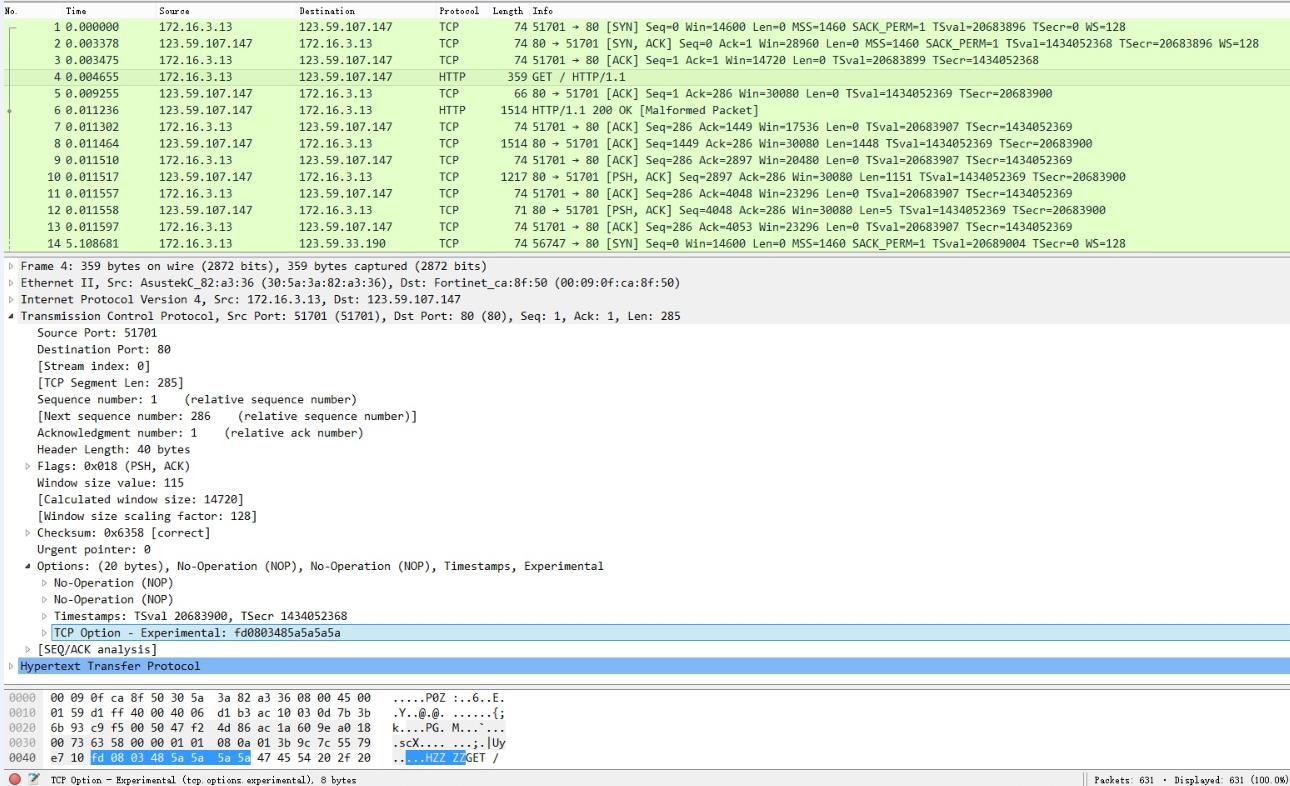 No. Time Source Destination Protocol Length Info
1 0.000000 172.16.3.13 123.59.107.147 TCP 74 51701 → 80 [SYN] Seq=0 Win=14600 Len=0 MSS=1460 SACK_PERM=1 TSval=20683896 TSecr=0 WS=128
2 0.003378 123.59.107.147 172.16.3.13 TCP 74 80 → 51701 [SYN, ACK] Seq=0 Ack=1 Win=28960 Len=0 MSS=1460 SACK_PERM=1 TSval=1434052368 TSecr=20683896 WS=128
3 0.003475 172.16.3.13 123.59.107.147 TCP 74 51701 → 80 [ACK] Seq=1 Ack=1 Win=14720 Len=0 TSval=20683899 TSecr=1434052368
4 0.004655 172.16.3.13 123.59.107.147 HTTP 359 GET / HTTP/1.1
5 0.009255 123.59.107.147 172.16.3.13 TCP 66 80 → 51701 [ACK] Seq=1 Ack=286 Win=30080 Len=0 TSval=1434052369 TSecr=20683900
6 0.011236 123.59.107.147 172.16.3.13 HTTP 1514 HTTP/1.1 200 OK [Malformed Packet]
7 0.011302 172.16.3.13 123.59.107.147 TCP 74 51701 → 80 [ACK] Seq=286 Ack=1449 Win=17536 Len=0 TSval=20683907 TSecr=1434052369
8 0.011464 123.59.107.147 172.16.3.13 TCP 1514 80 → 51701 [ACK] Seq=1449 Ack=286 Win=30080 Len=1448 TSval=1434052369 TSecr=20683900
9 0.011510 172.16.3.13 123.59.107.147 TCP 74 51701 → 80 [ACK] Seq=286 Ack=2897 Win=20480 Len=0 TSval=20683907 TSecr=1434052369
10 0.011517 123.59.107.147 172.16.3.13 TCP 1217 80 → 51701 [PSH, ACK] Seq=2897 Ack=286 Win=30080 Len=1151 TSval=1434052369 TSecr=20683900
11 0.011557 172.16.3.13 123.59.107.147 TCP 74 51701 → 80 [ACK] Seq=286 Ack=4048 Win=23296 Len=0 TSval=20683907 TSecr=1434052369
12 0.011558 123.59.107.147 172.16.3.13 TCP 71 80 → 51701 [PSH, ACK] Seq=4048 Ack=286 Win=30080 Len=5 TSval=1434052369 TSecr=20683900
13 0.011597 172.16.3.13 123.59.107.147 TCP 74 51701 → 80 [ACK] Seq=286 Ack=4053 Win=23296 Len=0 TSval=20683907 TSecr=1434052369
14 5.108681 172.16.3.13 123.59.33.190 TCP 74 56747 → 80 [SYN] Seq=0 Win=14600 Len=0 MSS=1460 SACK_PERM=1 TSval=20689004 TSecr=0 WS=128
Frame 4: 359 bytes on wire (2872 bits), 359 bytes captured (2872 bits)
Ethernet II, Src: AsustekC_82:a3:36 (30:5a:3a:82:a3:36), Dst: Fortinet_ca:8f:50 (00:09:0f:ca:8f:50)
Internet Protocol Version 4, Src: 172.16.3.13, Dst: 123.59.107.147
Transmission Control Protocol, Src Port: 51701 (51701), Dst Port: 80 (80), Seq: 1, Ack: 1, Len: 285
Source Port: 51701
Destination Port: 80
[Stream index: 0]
[TCP Segment Len: 285]
Sequence number: 1 (relative sequence number)
[Next sequence number: 286 (relative sequence number)]
Acknowledgment number: 1 (relative ack number)
Header Length: 40 bytes
Flags: 0x018 (PSH, ACK)
Window size value: 115
[Calculated window size: 14720]
[Window size scaling factor: 128]
Checksum: 0x6358 [correct]
Urgent pointer: 0
Options: (20 bytes), No-Operation (NOP), No-Operation (NOP), Timestamps, Experimental
No-Operation (NOP)
No-Operation (NOP)
Timestamps: TSval 20683900, TSecr 1434052368
TCP Option - Experimental: fd0803485a5a5a5a
[SEQ/ACK analysis]
Hypertext Transfer Protocol
0000 00 09 0f ca 8f 50 30 5a 3a 82 a3 36 08 00 45 00 .....P0Z :..6..E.
0010 01 59 d1 ff 40 00 40 06 d1 b3 ac 10 03 0d 7b 3b .Y..@.@. ......{;
0020 6b 93 c9 f5 00 50 47 f2 4d 86 ac 1a 60 9e a0 18 k....PG. M...`...
0030 00 73 63 58 00 00 01 01 08 0a 01 3b 9c 7c 55 79 .scX.... ...;.|Uy
0040 e7 10 fd 08 03 48 5a 5a 5a 5a 47 45 54 20 2f 20 .....HZZ ZZGET /
TCP Option - Experimental (tcp.options.experimental), 8 bytes Packets: 631 · Displayed: 631 (100.0%)